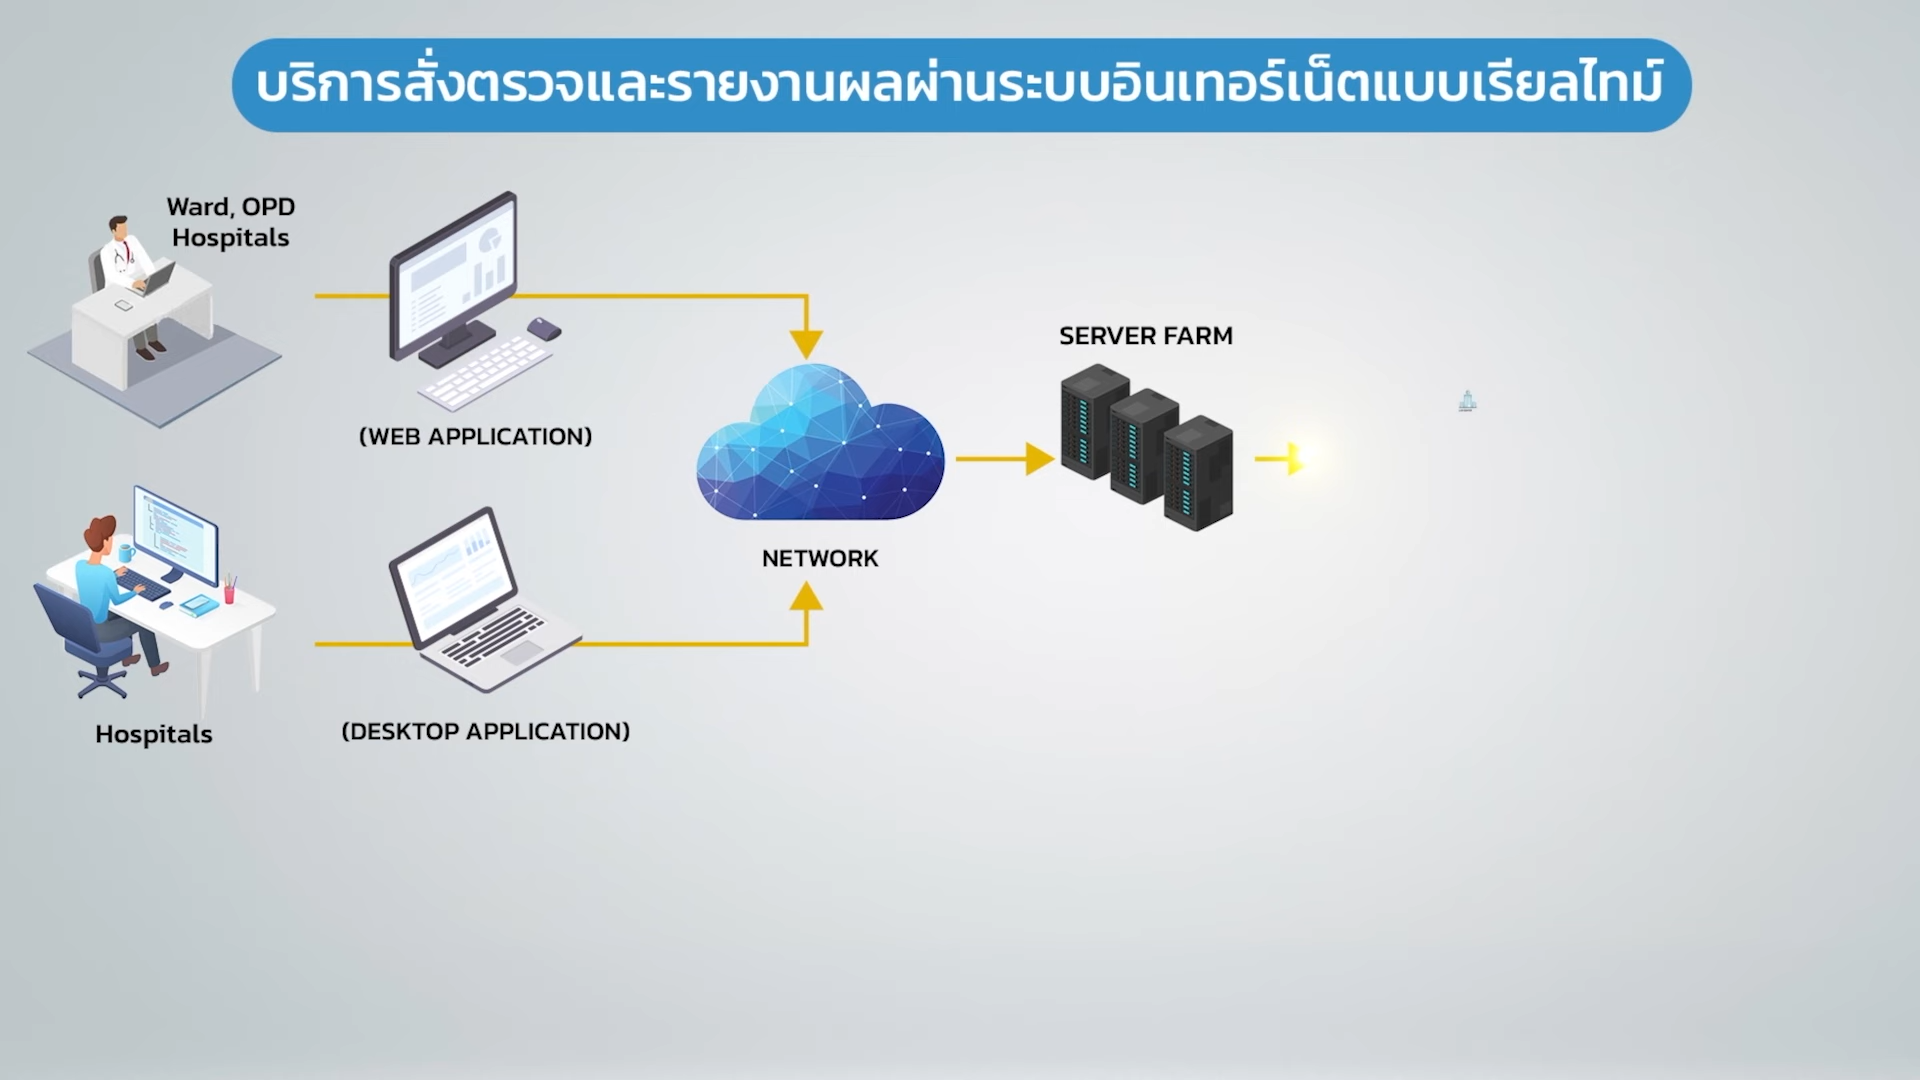 บริการสั่งตรวจและรายงานผลผ่านระบบอินเทอร์เน็ตแบบเรียลไทม์
Ward, OPD
Hospitals
(WEB APPLICATION)
SERVER FARM
NETWORK
Hospitals
(DESKTOP APPLICATION)